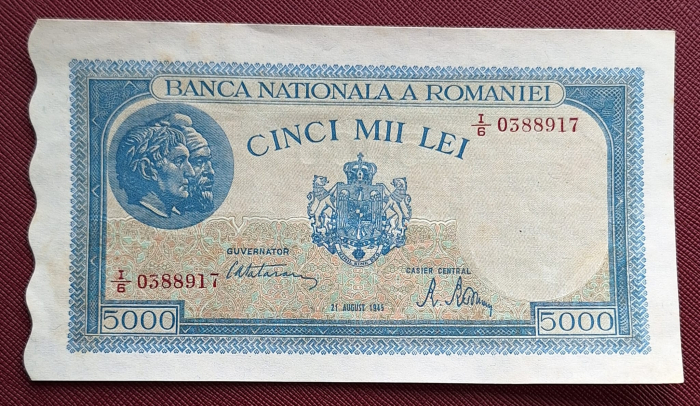 BANCA NATIONALA A ROMANIEI
I/6 0388917
CINCI MII LEI
GUVERNATOR
CASIER CENTRAL
I/6 0388917
21 AUGUST 1945
5000
5000